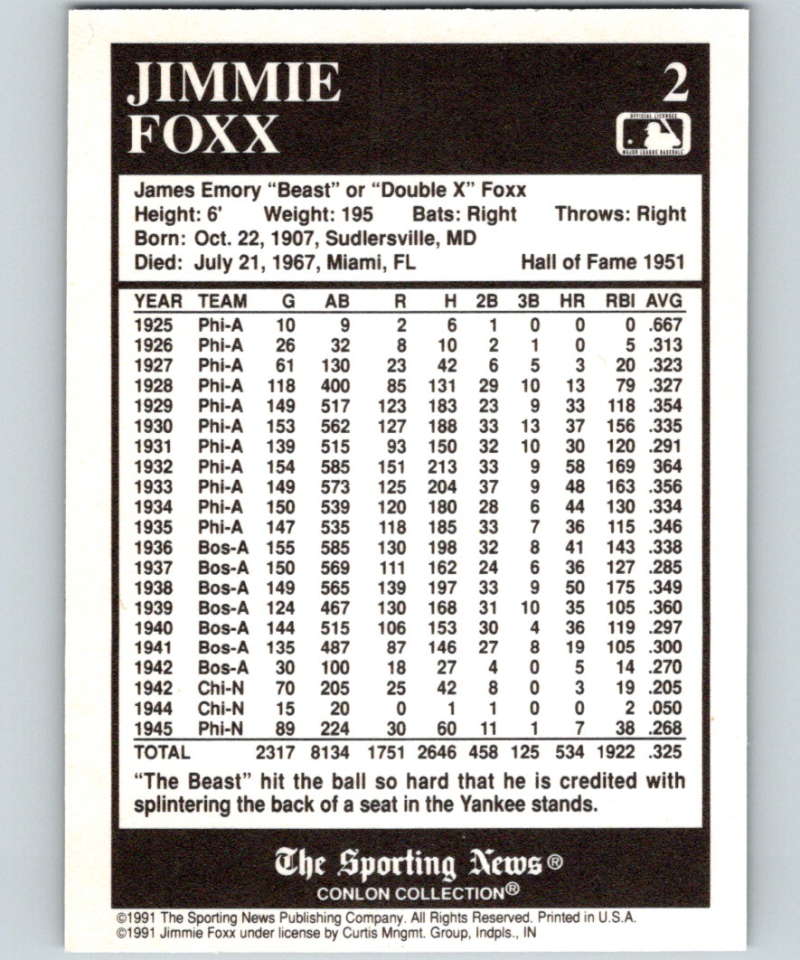 JIMMIE 2
FOXX
OFFICIAL LICENSEE
MAJOR LEAGUE BASEBALL
James Emory “Beast” or “Double X” Foxx
Height: 6' Weight: 195 Bats: Right Throws: Right
Born: Oct. 22, 1907, Sudlersville, MD
Died: July 21, 1967, Miami, FL Hall of Fame 1951
YEAR TEAM G AB R H 2B 3B HR RBI AVG
1925 Phi-A 10 9 2 6 1 0 0 0 .667
1926 Phi-A 26 32 8 10 2 1 0 5 .313
1927 Phi-A 61 130 23 42 6 5 3 20 .323
1928 Phi-A 118 400 85 131 29 10 13 79 .327
1929 Phi-A 149 517 123 183 23 9 33 118 .354
1930 Phi-A 153 562 127 188 33 13 37 156 .335
1931 Phi-A 139 515 93 150 32 10 30 120 .291
1932 Phi-A 154 585 151 213 33 9 58 169 364
1933 Phi-A 149 573 125 204 37 9 48 163 .356
1934 Phi-A 150 539 120 180 28 6 44 130 .334
1935 Phi-A 147 535 118 185 33 7 36 115 .346
1936 Bos-A 155 585 130 198 32 8 41 143 .338
1937 Bos-A 150 569 111 162 24 6 36 127 .285
1938 Bos-A 149 565 139 197 33 9 50 175 .349
1939 Bos-A 124 467 130 168 31 10 35 105 .360
1940 Bos-A 144 515 106 153 30 4 36 119 .297
1941 Bos-A 135 487 87 146 27 8 19 105 .300
1942 Bos-A 30 100 18 27 4 0 5 14 .270
1942 Chi-N 70 205 25 42 8 0 3 19 .205
1944 Chi-N 15 20 0 1 1 0 0 2 .050
1945 Phi-N 89 224 30 60 11 1 7 38 .268
TOTAL 2317 8134 1751 2646 458 125 534 1922 .325
“The Beast” hit the ball so hard that he is credited with
splintering the back of a seat in the Yankee stands.
The Sporting News®
CONLON COLLECTION®
©1991 The Sporting News Publishing Company. All Rights Reserved. Printed in U.S.A.
©1991 Jimmie Foxx under license by Curtis Mngmt. Group, Indpls., IN